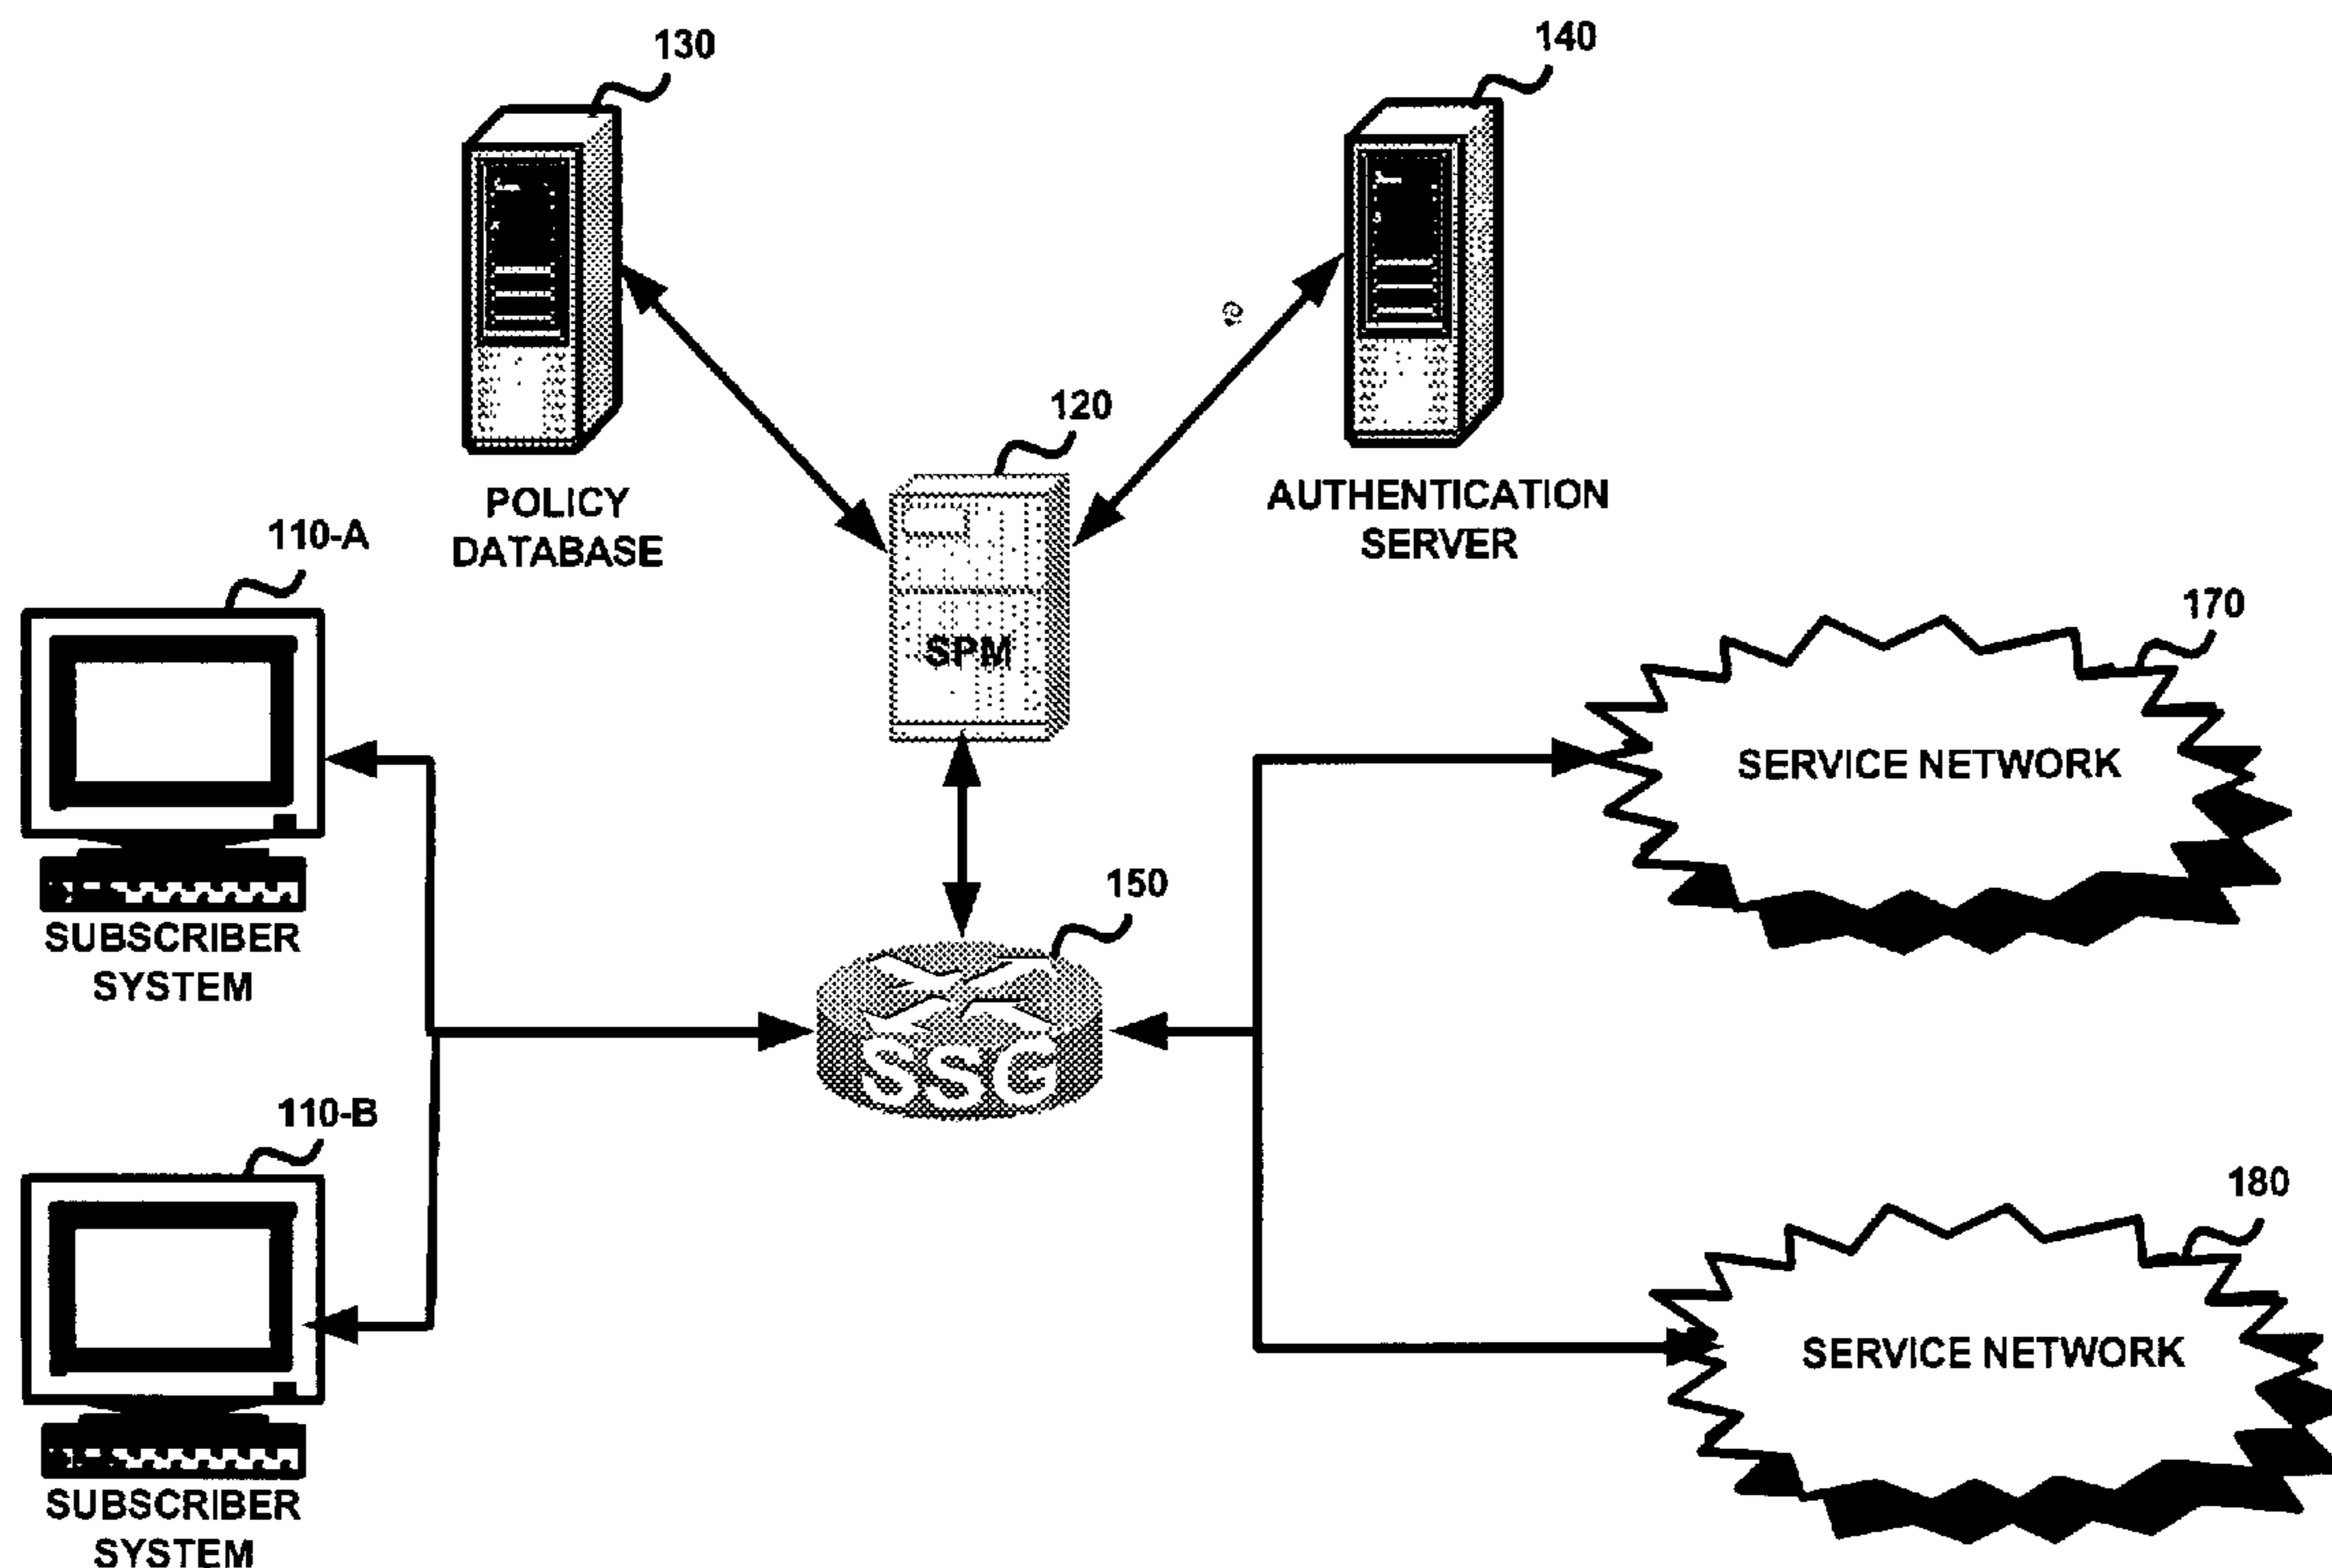 130
140
120
POLICY
DATABASE
AUTHENTICATION
SERVER
110-A
SPM
170
SERVICE NETWORK
SUBSCRIBER
SYSTEM
150
SSG
110-B
180
SERVICE NETWORK
SUBSCRIBER
SYSTEM